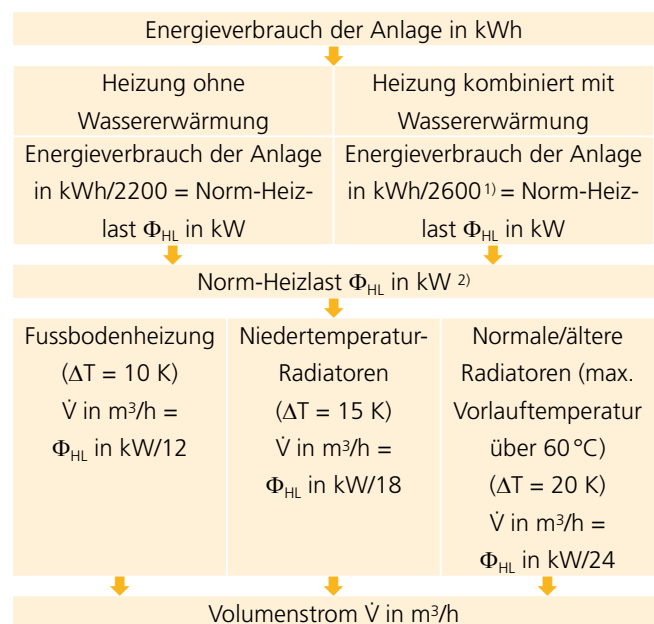 Energieverbrauch der Anlage in kWh
Heizung ohne
Wassererwärmung
Heizung kombiniert mit
Wassererwärmung
Energieverbrauch der Anlage
in kWh/2200 = Norm-Heiz-
last Φ_HL in kW
Energieverbrauch der Anlage
in kWh/2600¹⁾ = Norm-Heiz-
last Φ_HL in kW
Norm-Heizlast Φ_HL in kW ²⁾
Fussbodenheizung
(ΔT = 10 K)
V̇ in m³/h =
Φ_HL in kW/12
Niedertemperatur-
Radiatoren
(ΔT = 15 K)
V̇ in m³/h =
Φ_HL in kW/18
Normale/ältere
Radiatoren (max.
Vorlauftemperatur
über 60 °C)
(ΔT = 20 K)
V̇ in m³/h =
Φ_HL in kW/24
Volumenstrom V̇ in m³/h